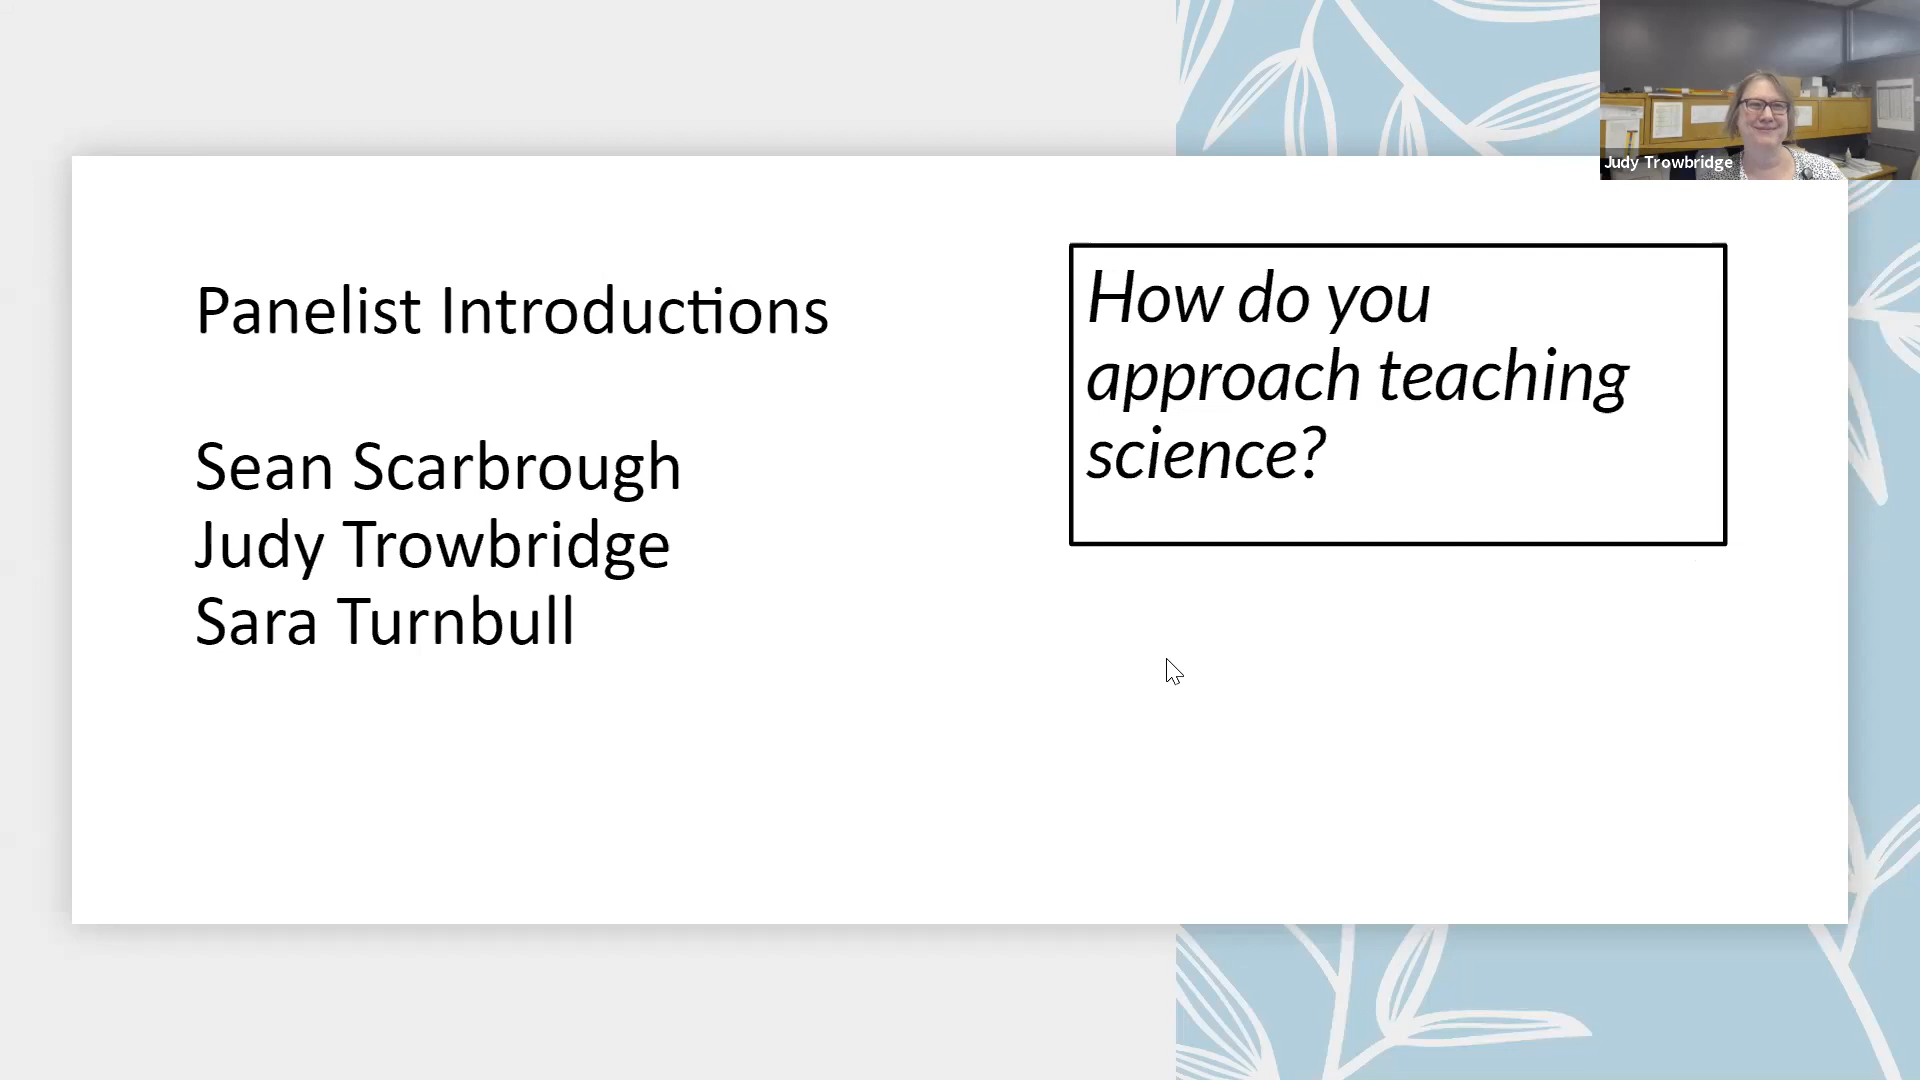 Judy Trowbridge
Panelist Introductions
Sean Scarbrough
Judy Trowbridge
Sara Turnbull
How do you
approach teaching
science?